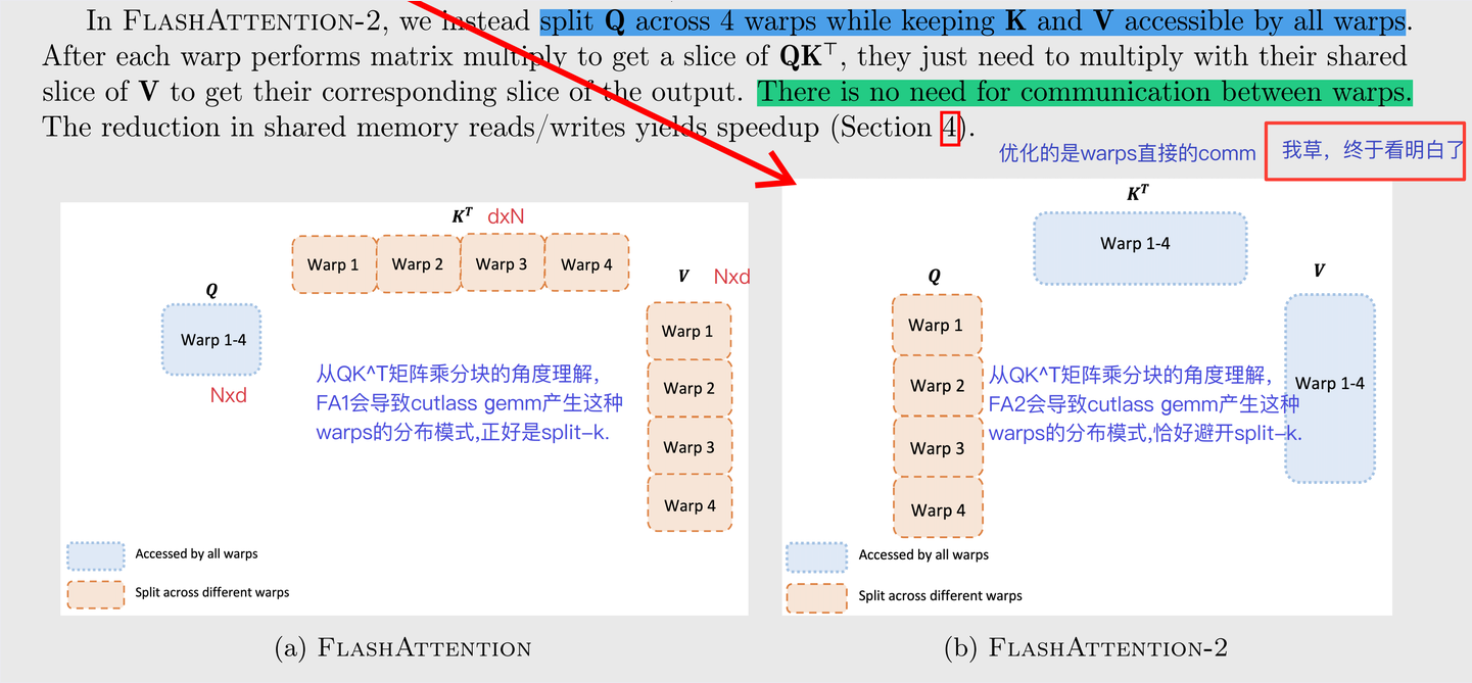 In FLASHATTENTION-2, we instead split Q across 4 warps while keeping K and V accessible by all warps.
After each warp performs matrix multiply to get a slice of QK⊤, they just need to multiply with their shared
slice of V to get their corresponding slice of the output. There is no need for communication between warps.
The reduction in shared memory reads/writes yields speedup (Section 4).
优化的是warps直接的comm
我草，终于看明白了
Kᵀ dxN
Warp 1 Warp 2 Warp 3 Warp 4
Q
Warp 1-4
Nxd
V Nxd
Warp 1
Warp 2
Warp 3
Warp 4
从QK^T矩阵乘分块的角度理解,
FA1会导致cutlass gemm产生这种
warps的分布模式,正好是split-k.
Accessed by all warps
Split across different warps
(a) FLASHATTENTION
Kᵀ
Warp 1-4
Q
Warp 1
Warp 2
Warp 3
Warp 4
V
Warp 1-4
从QK^T矩阵乘分块的角度理解,
FA2会导致cutlass gemm产生这种
warps的分布模式,恰好避开split-k.
Accessed by all warps
Split across different warps
(b) FLASHATTENTION-2